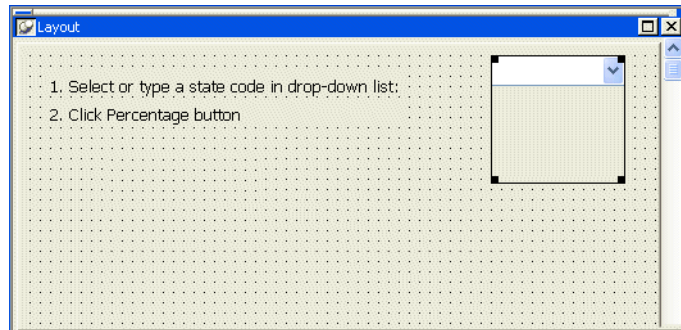 Layout
1. Select or type a state code in drop-down list:
2. Click Percentage button